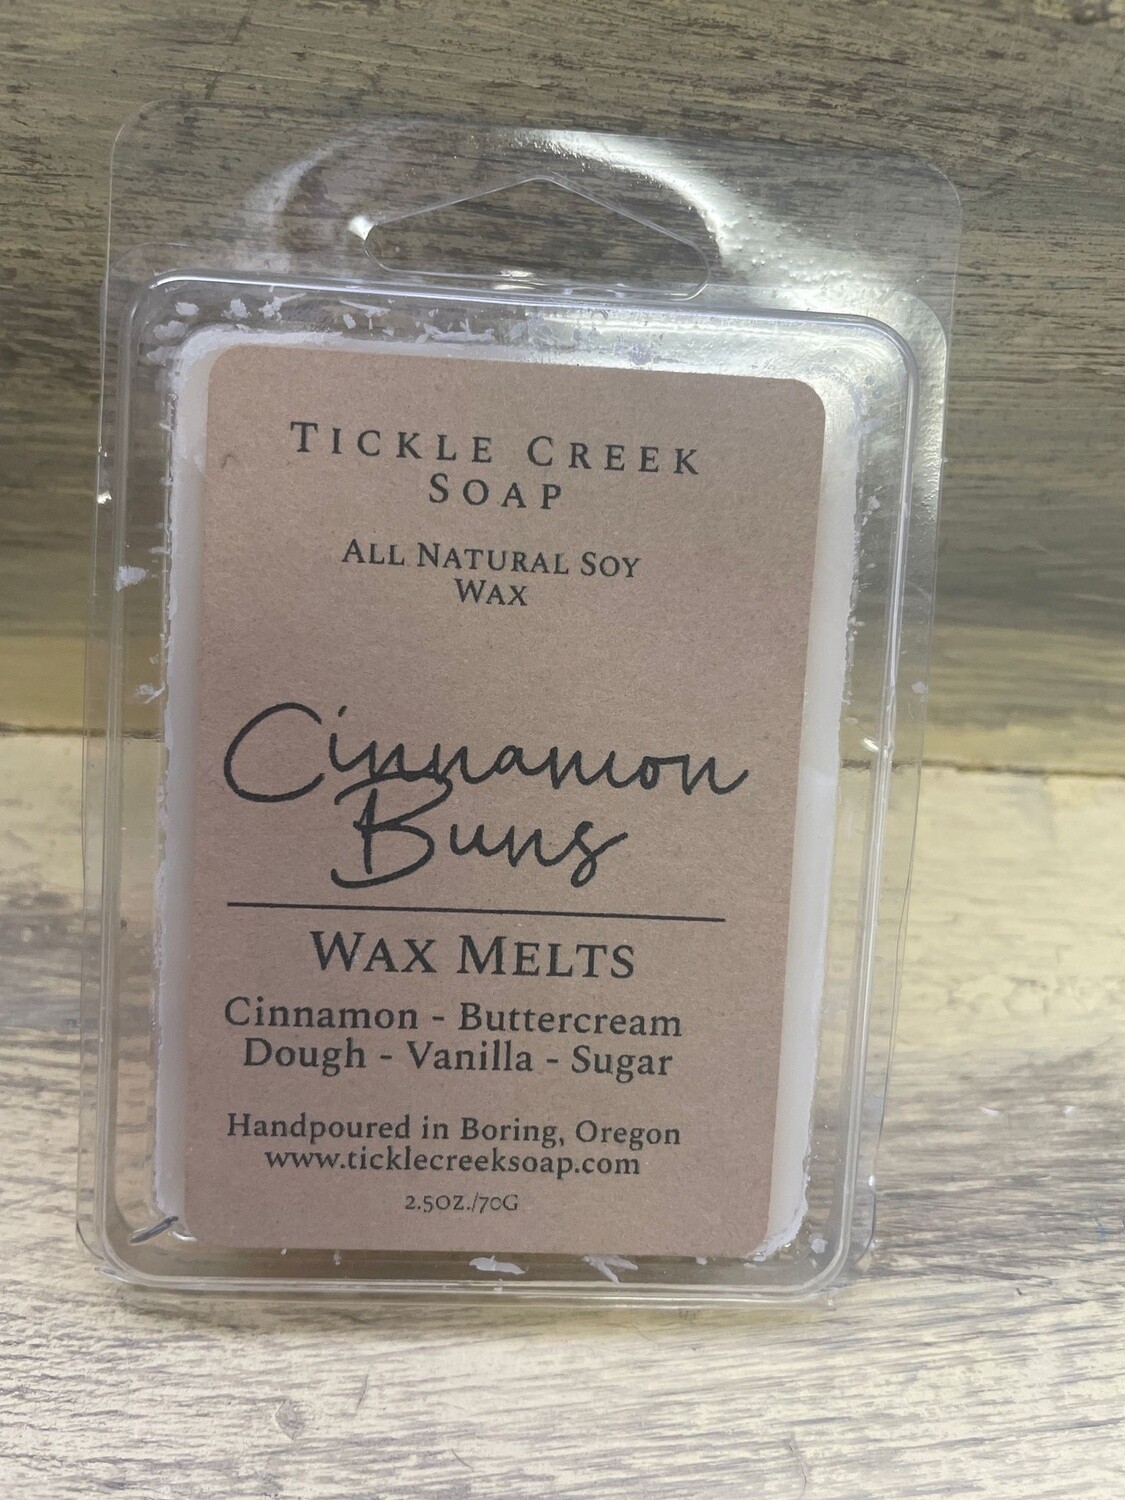 TICKLE CREEK
SOAP
ALL NATURAL SOY
WAX
Cinnamon
Buns
WAX MELTS
Cinnamon - Buttercream
Dough - Vanilla - Sugar
Handpoured in Boring, Oregon
www.ticklecreeksoap.com
2.5OZ./70G